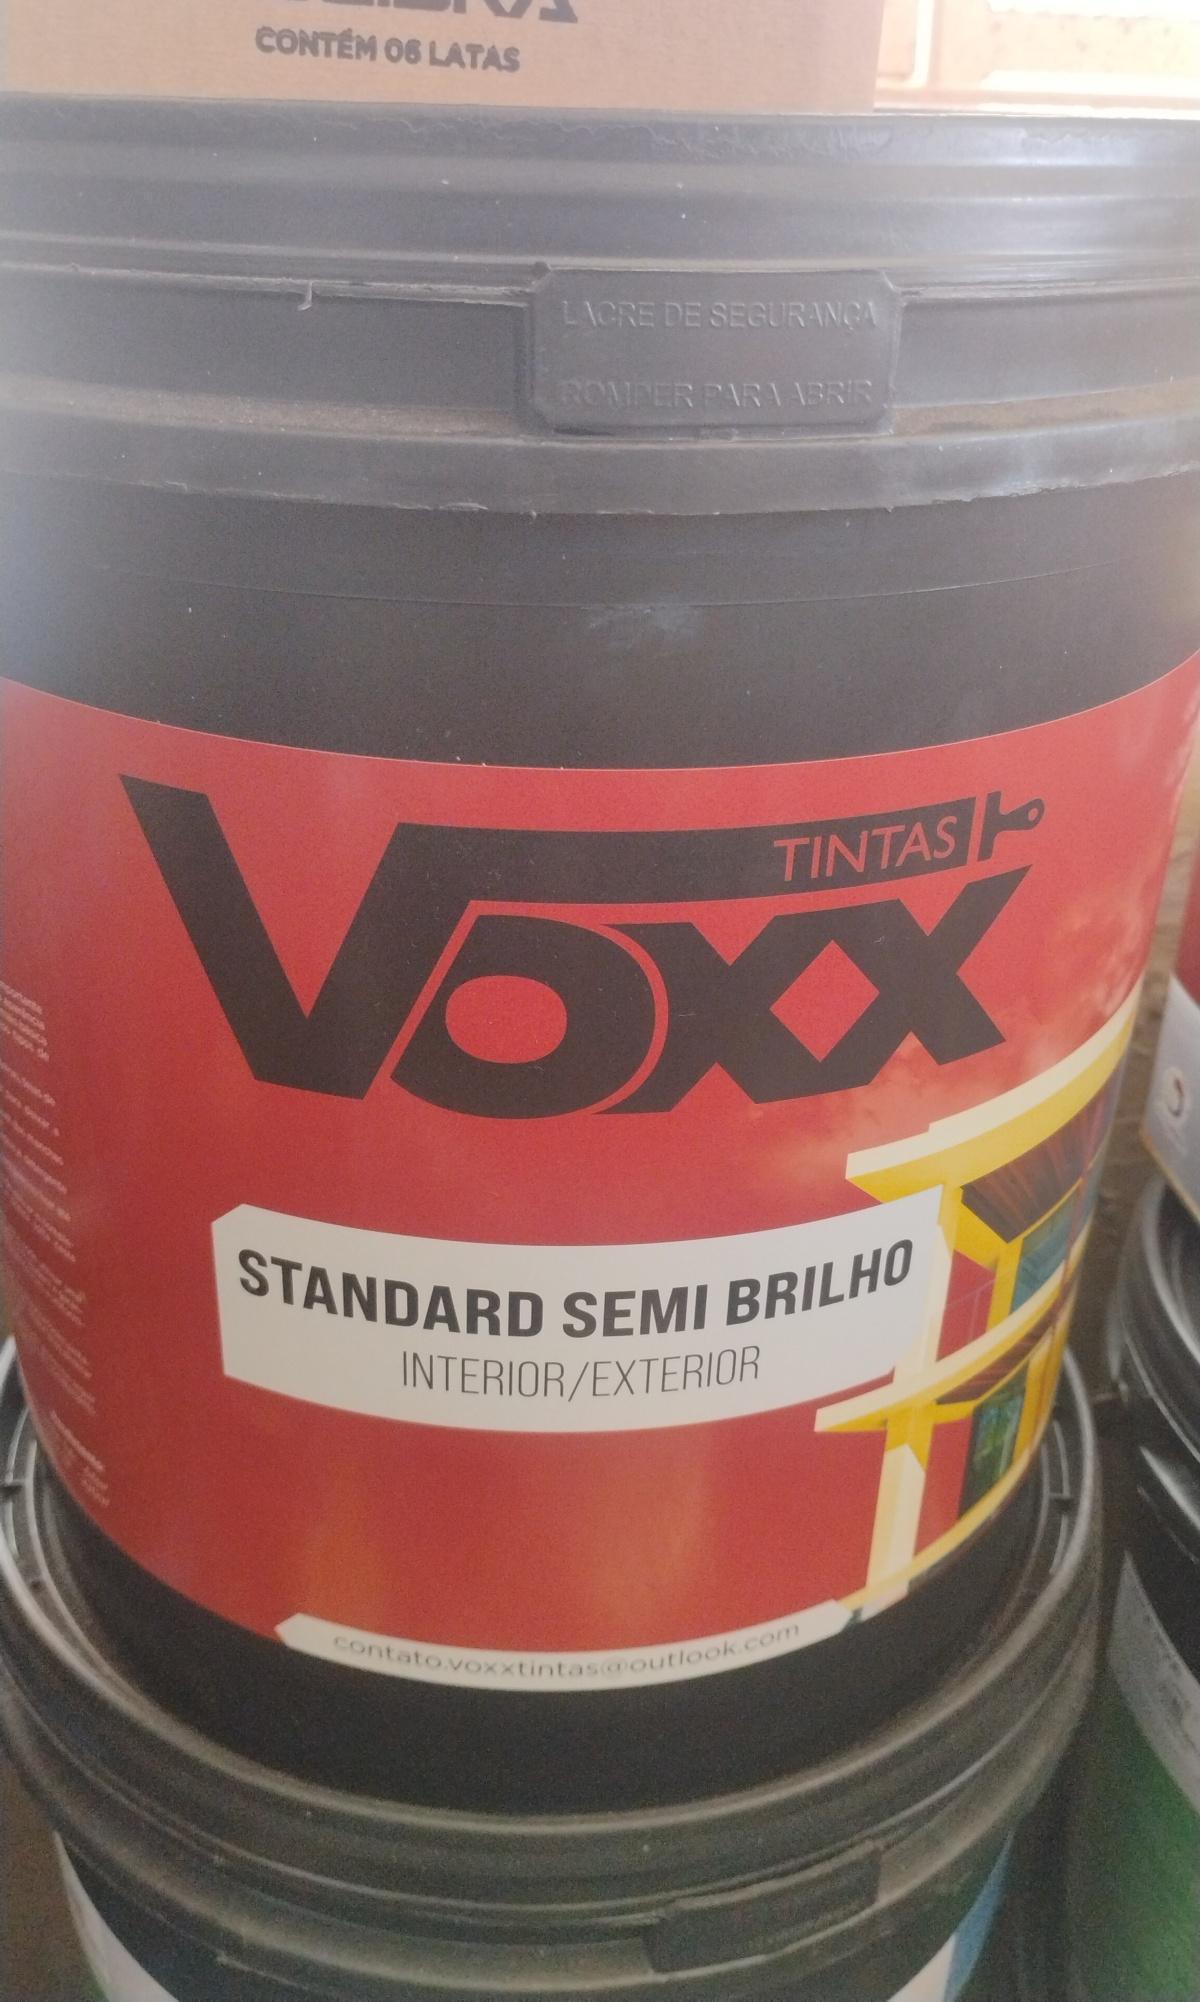 CONTÉM 06 LATAS
LACRE DE SEGURANÇA
ROMPER PARA ABRIR
TINTAS
VOXX
STANDARD SEMI BRILHO
INTERIOR/EXTERIOR
contato.voxxtintas@outlook.com